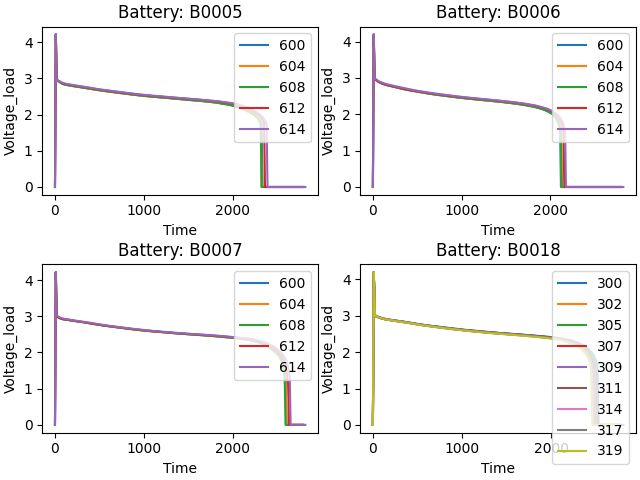 Battery: B0005
Voltage_load
4
3
2
1
0
0 1000 2000
Time
600
604
608
612
614
Battery: B0006
Voltage_load
4
3
2
1
0
0 1000 2000
Time
600
604
608
612
614
Battery: B0007
Voltage_load
4
3
2
1
0
0 1000 2000
Time
600
604
608
612
614
Battery: B0018
Voltage_load
4
3
2
1
0
0 1000 2000
Time
300
302
305
307
309
311
314
317
319